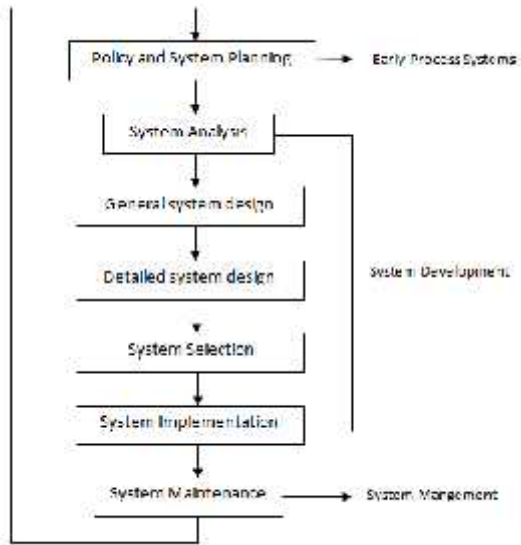 Policy and System Planning
Early Process Systems
System Analysis
General system design
Detailed system design
System Development
System Selection
System Implementation
System Maintenance
System Mangement